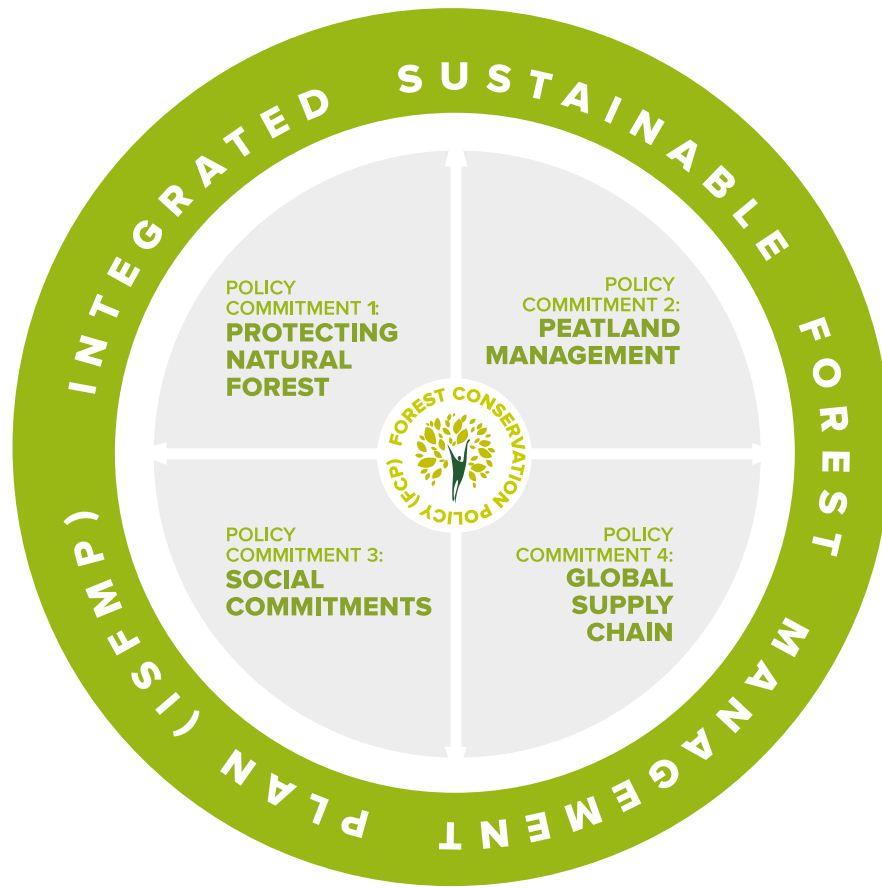 INTEGRATED SUSTAINABLE FOREST MANAGEMENT PLAN (ISFMP)
POLICY
COMMITMENT 1:
PROTECTING
NATURAL
FOREST
POLICY
COMMITMENT 2:
PEATLAND
MANAGEMENT
FOREST CONSERVATION POLICY (FCP)
POLICY
COMMITMENT 3:
SOCIAL
COMMITMENTS
POLICY
COMMITMENT 4:
GLOBAL
SUPPLY
CHAIN